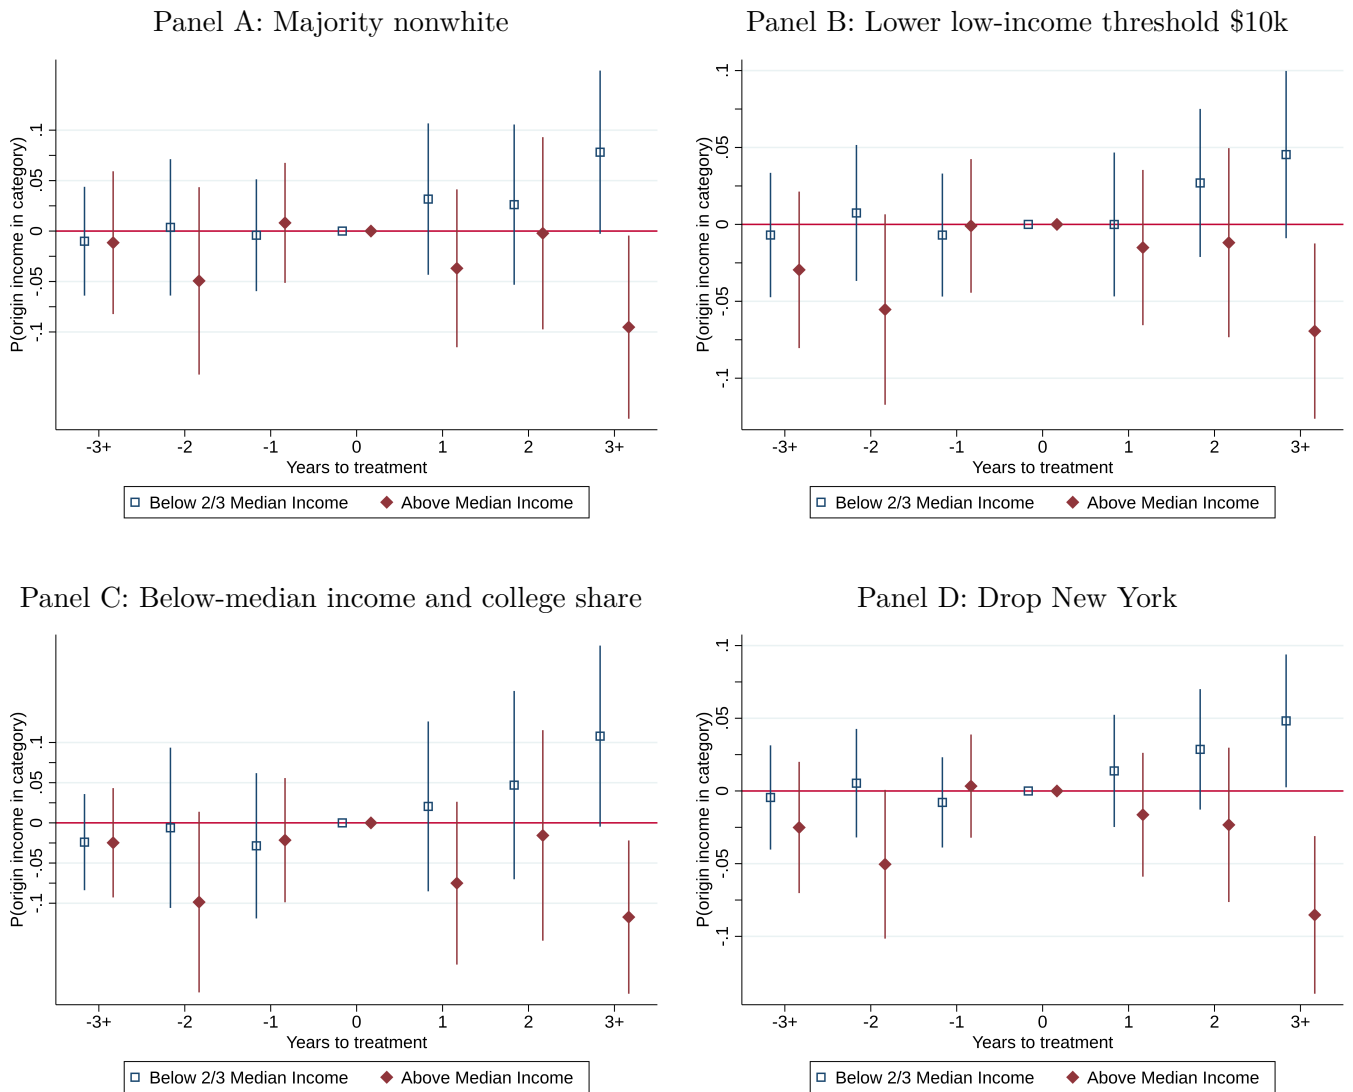 Panel A: Majority nonwhite
P(origin income in category)
.1
.05
0
-.05
-.1
-3+ -2 -1 0 1 2 3+
Years to treatment
Below 2/3 Median Income Above Median Income
Panel B: Lower low-income threshold $10k
P(origin income in category)
.1
.05
0
-.05
-.1
-3+ -2 -1 0 1 2 3+
Years to treatment
Below 2/3 Median Income Above Median Income
Panel C: Below-median income and college share
P(origin income in category)
.1
.05
0
-.05
-.1
-3+ -2 -1 0 1 2 3+
Years to treatment
Below 2/3 Median Income Above Median Income
Panel D: Drop New York
P(origin income in category)
.1
.05
0
-.05
-.1
-3+ -2 -1 0 1 2 3+
Years to treatment
Below 2/3 Median Income Above Median Income